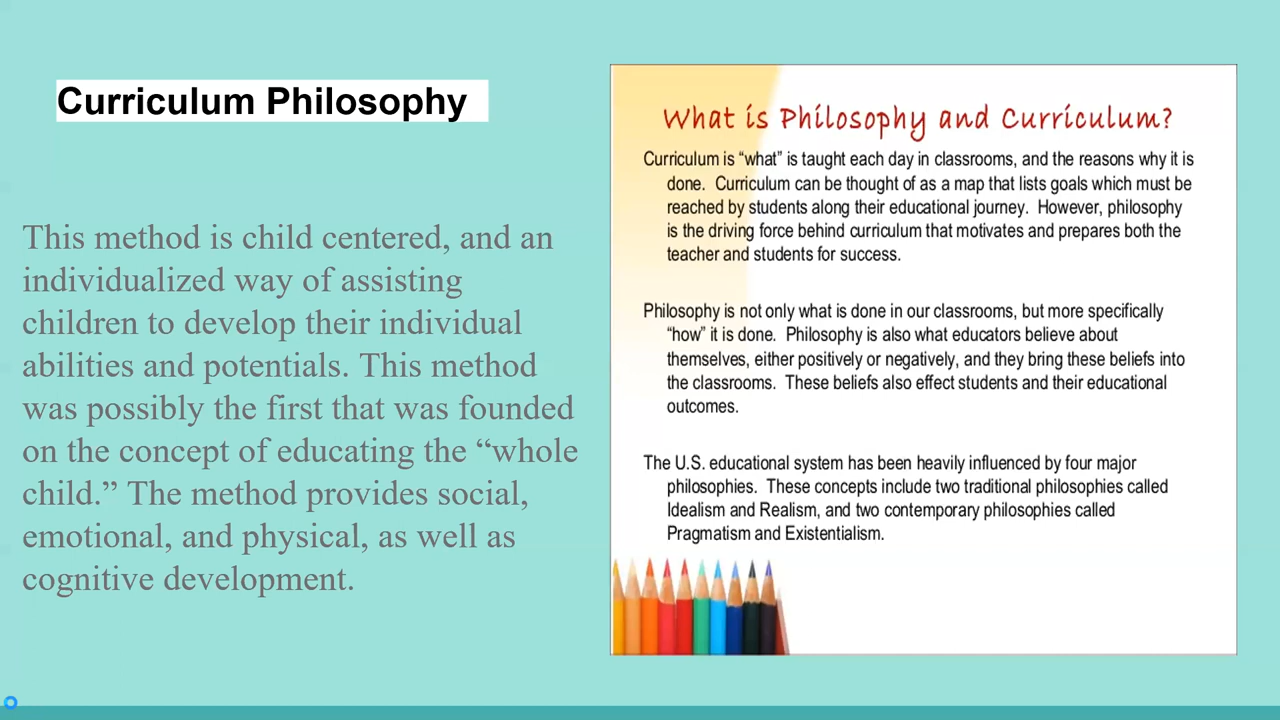 Curriculum Philosophy
This method is child centered, and an
individualized way of assisting
children to develop their individual
abilities and potentials. This method
was possibly the first that was founded
on the concept of educating the “whole
child.” The method provides social,
emotional, and physical, as well as
cognitive development.
What is Philosophy and Curriculum?
Curriculum is “what” is taught each day in classrooms, and the reasons why it is
done. Curriculum can be thought of as a map that lists goals which must be
reached by students along their educational journey. However, philosophy
is the driving force behind curriculum that motivates and prepares both the
teacher and students for success.
Philosophy is not only what is done in our classrooms, but more specifically
“how” it is done. Philosophy is also what educators believe about
themselves, either positively or negatively, and they bring these beliefs into
the classrooms. These beliefs also effect students and their educational
outcomes.
The U.S. educational system has been heavily influenced by four major
philosophies. These concepts include two traditional philosophies called
Idealism and Realism, and two contemporary philosophies called
Pragmatism and Existentialism.